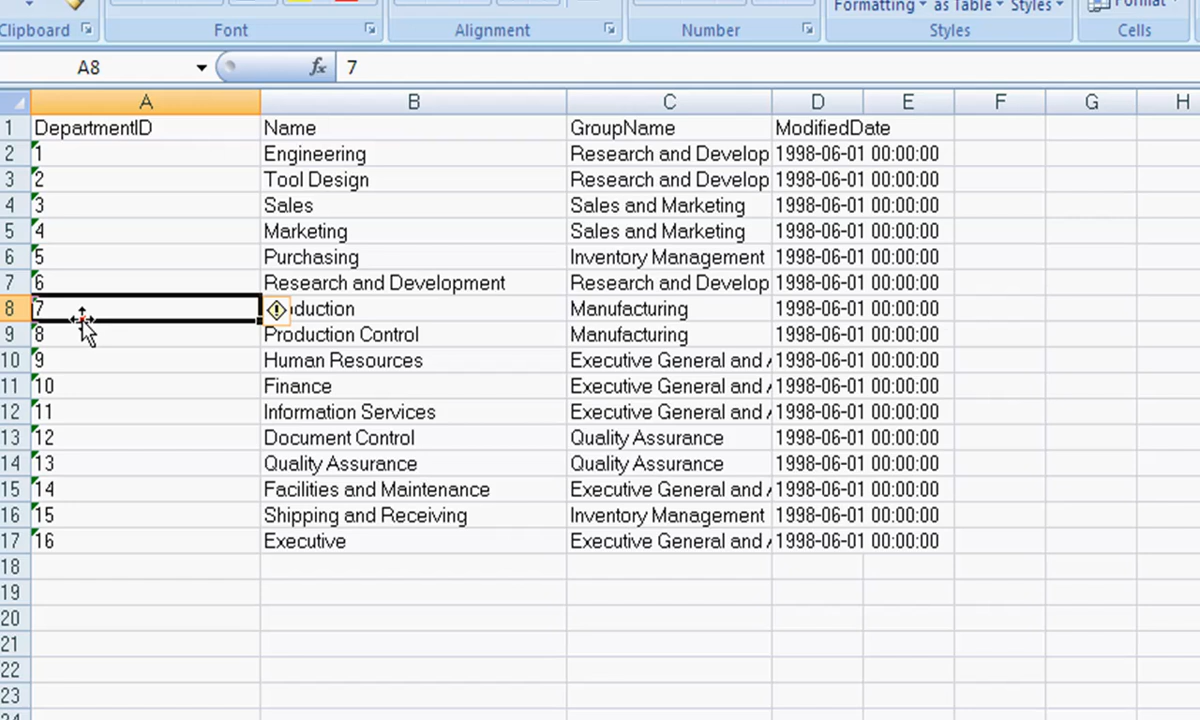 Formatting as Table Styles Format
Clipboard Font Alignment Number Styles Cells
A8 fx 7
A B C D E F G H
1 DepartmentID Name GroupName ModifiedDate
2 1 Engineering Research and Develop 1998-06-01 00:00:00
3 2 Tool Design Research and Develop 1998-06-01 00:00:00
4 3 Sales Sales and Marketing 1998-06-01 00:00:00
5 4 Marketing Sales and Marketing 1998-06-01 00:00:00
6 5 Purchasing Inventory Management 1998-06-01 00:00:00
7 6 Research and Development Research and Develop 1998-06-01 00:00:00
8 7 duction Manufacturing 1998-06-01 00:00:00
9 8 Production Control Manufacturing 1998-06-01 00:00:00
10 9 Human Resources Executive General and A 1998-06-01 00:00:00
11 10 Finance Executive General and A 1998-06-01 00:00:00
12 11 Information Services Executive General and A 1998-06-01 00:00:00
13 12 Document Control Quality Assurance 1998-06-01 00:00:00
14 13 Quality Assurance Quality Assurance 1998-06-01 00:00:00
15 14 Facilities and Maintenance Executive General and A 1998-06-01 00:00:00
16 15 Shipping and Receiving Inventory Management 1998-06-01 00:00:00
17 16 Executive Executive General and A 1998-06-01 00:00:00
18
19
20
21
22
23
24